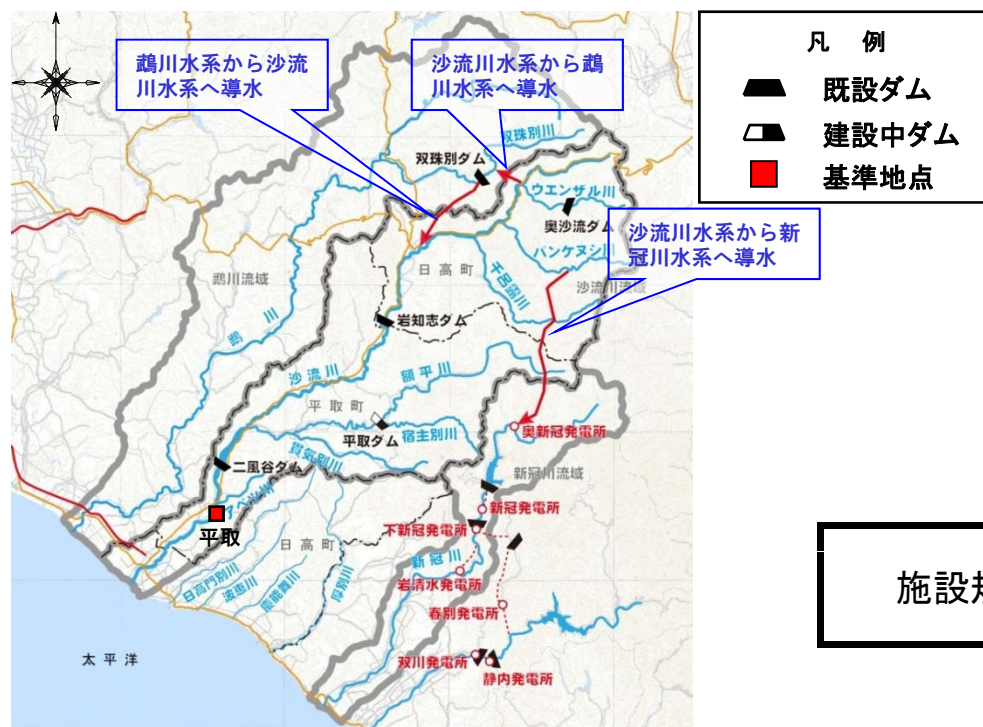 鵡川水系から沙流
川水系へ導水
沙流川水系から鵡
川水系へ導水
凡 例
既設ダム
建設中ダム
基準地点
双珠別川
双珠別ダム
ウエンザル川
奥沙流ダム
沙流川水系から新
冠川水系へ導水
パンケヌシ川
日高町
千呂露川
沙流川流域
鵡川流域
鵡川
岩知志ダム
沙流川
額平川
平取町
平取ダム
宿主別川
奥新冠発電所
二風谷ダム
貫気別川
新冠川流域
新冠発電所
平取
下新冠発電所
日高町
新冠川
岩清水発電所
日高門別川
波恵川
慶能舞川
春別発電所
太平洋
双川発電所
静内発電所
施設規